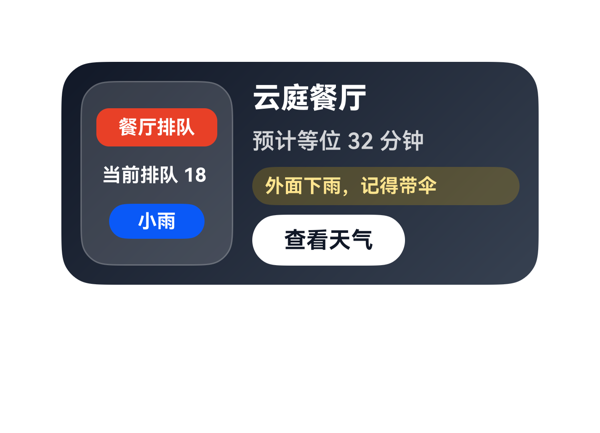 餐厅排队
当前排队 18
小雨
云庭餐厅
预计等位 32 分钟
外面下雨，记得带伞
查看天气